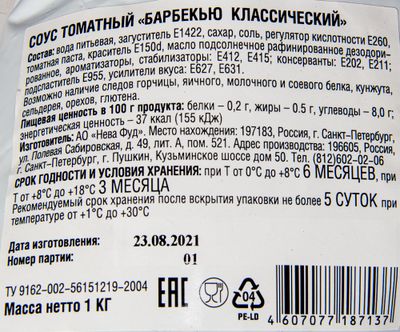 СОУС ТОМАТНЫЙ «БАРБЕКЬЮ КЛАССИЧЕСКИЙ»
Состав: вода питьевая, загуститель Е1422, сахар, соль, регулятор кислотности Е260,
томатная паста, краситель Е150d, масло подсолнечное рафинированное дезодори-
рованное, ароматизаторы, стабилизаторы: Е412, Е415; консерванты: Е202, Е211;
подсластитель Е955, усилители вкуса: Е627, Е631.
Возможно наличие следов горчицы, яичного, молочного и соевого белка, кунжута,
сельдерея, орехов, глютена.
Пищевая ценность в 100 г продукта: белки – 0,2 г, жиры – 0.5 г, углеводы - 8,0 г,
энергетическая ценность – 37 ккал (155 кДж)
Изготовитель: АО «Нева Фуд». Место нахождения: 197183, Россия, г. Санкт-Петербург,
ул. Полевая Сабировская, д. 49, лит. А, пом. 521. Адрес производства: 196605, Россия,
г. Санкт-Петербург, г. Пушкин, Кузьминское шоссе дом 50. Тел. (812)602-02-06
СРОК ГОДНОСТИ И УСЛОВИЯ ХРАНЕНИЯ: при Т от 0°С до +8°С 6 МЕСЯЦЕВ, при
Т от +8°С до +18°С 3 МЕСЯЦА
Рекомендуемый срок хранения после вскрытия упаковки не более 5 СУТОК при
температуре от +1°С до +30°С
Дата изготовления: 23.08.2021
Номер партии: 01
ТУ 9162-002-56151219-2004
Масса нетто 1 КГ
ЕАС
04
PE-LD
4 607077 187137